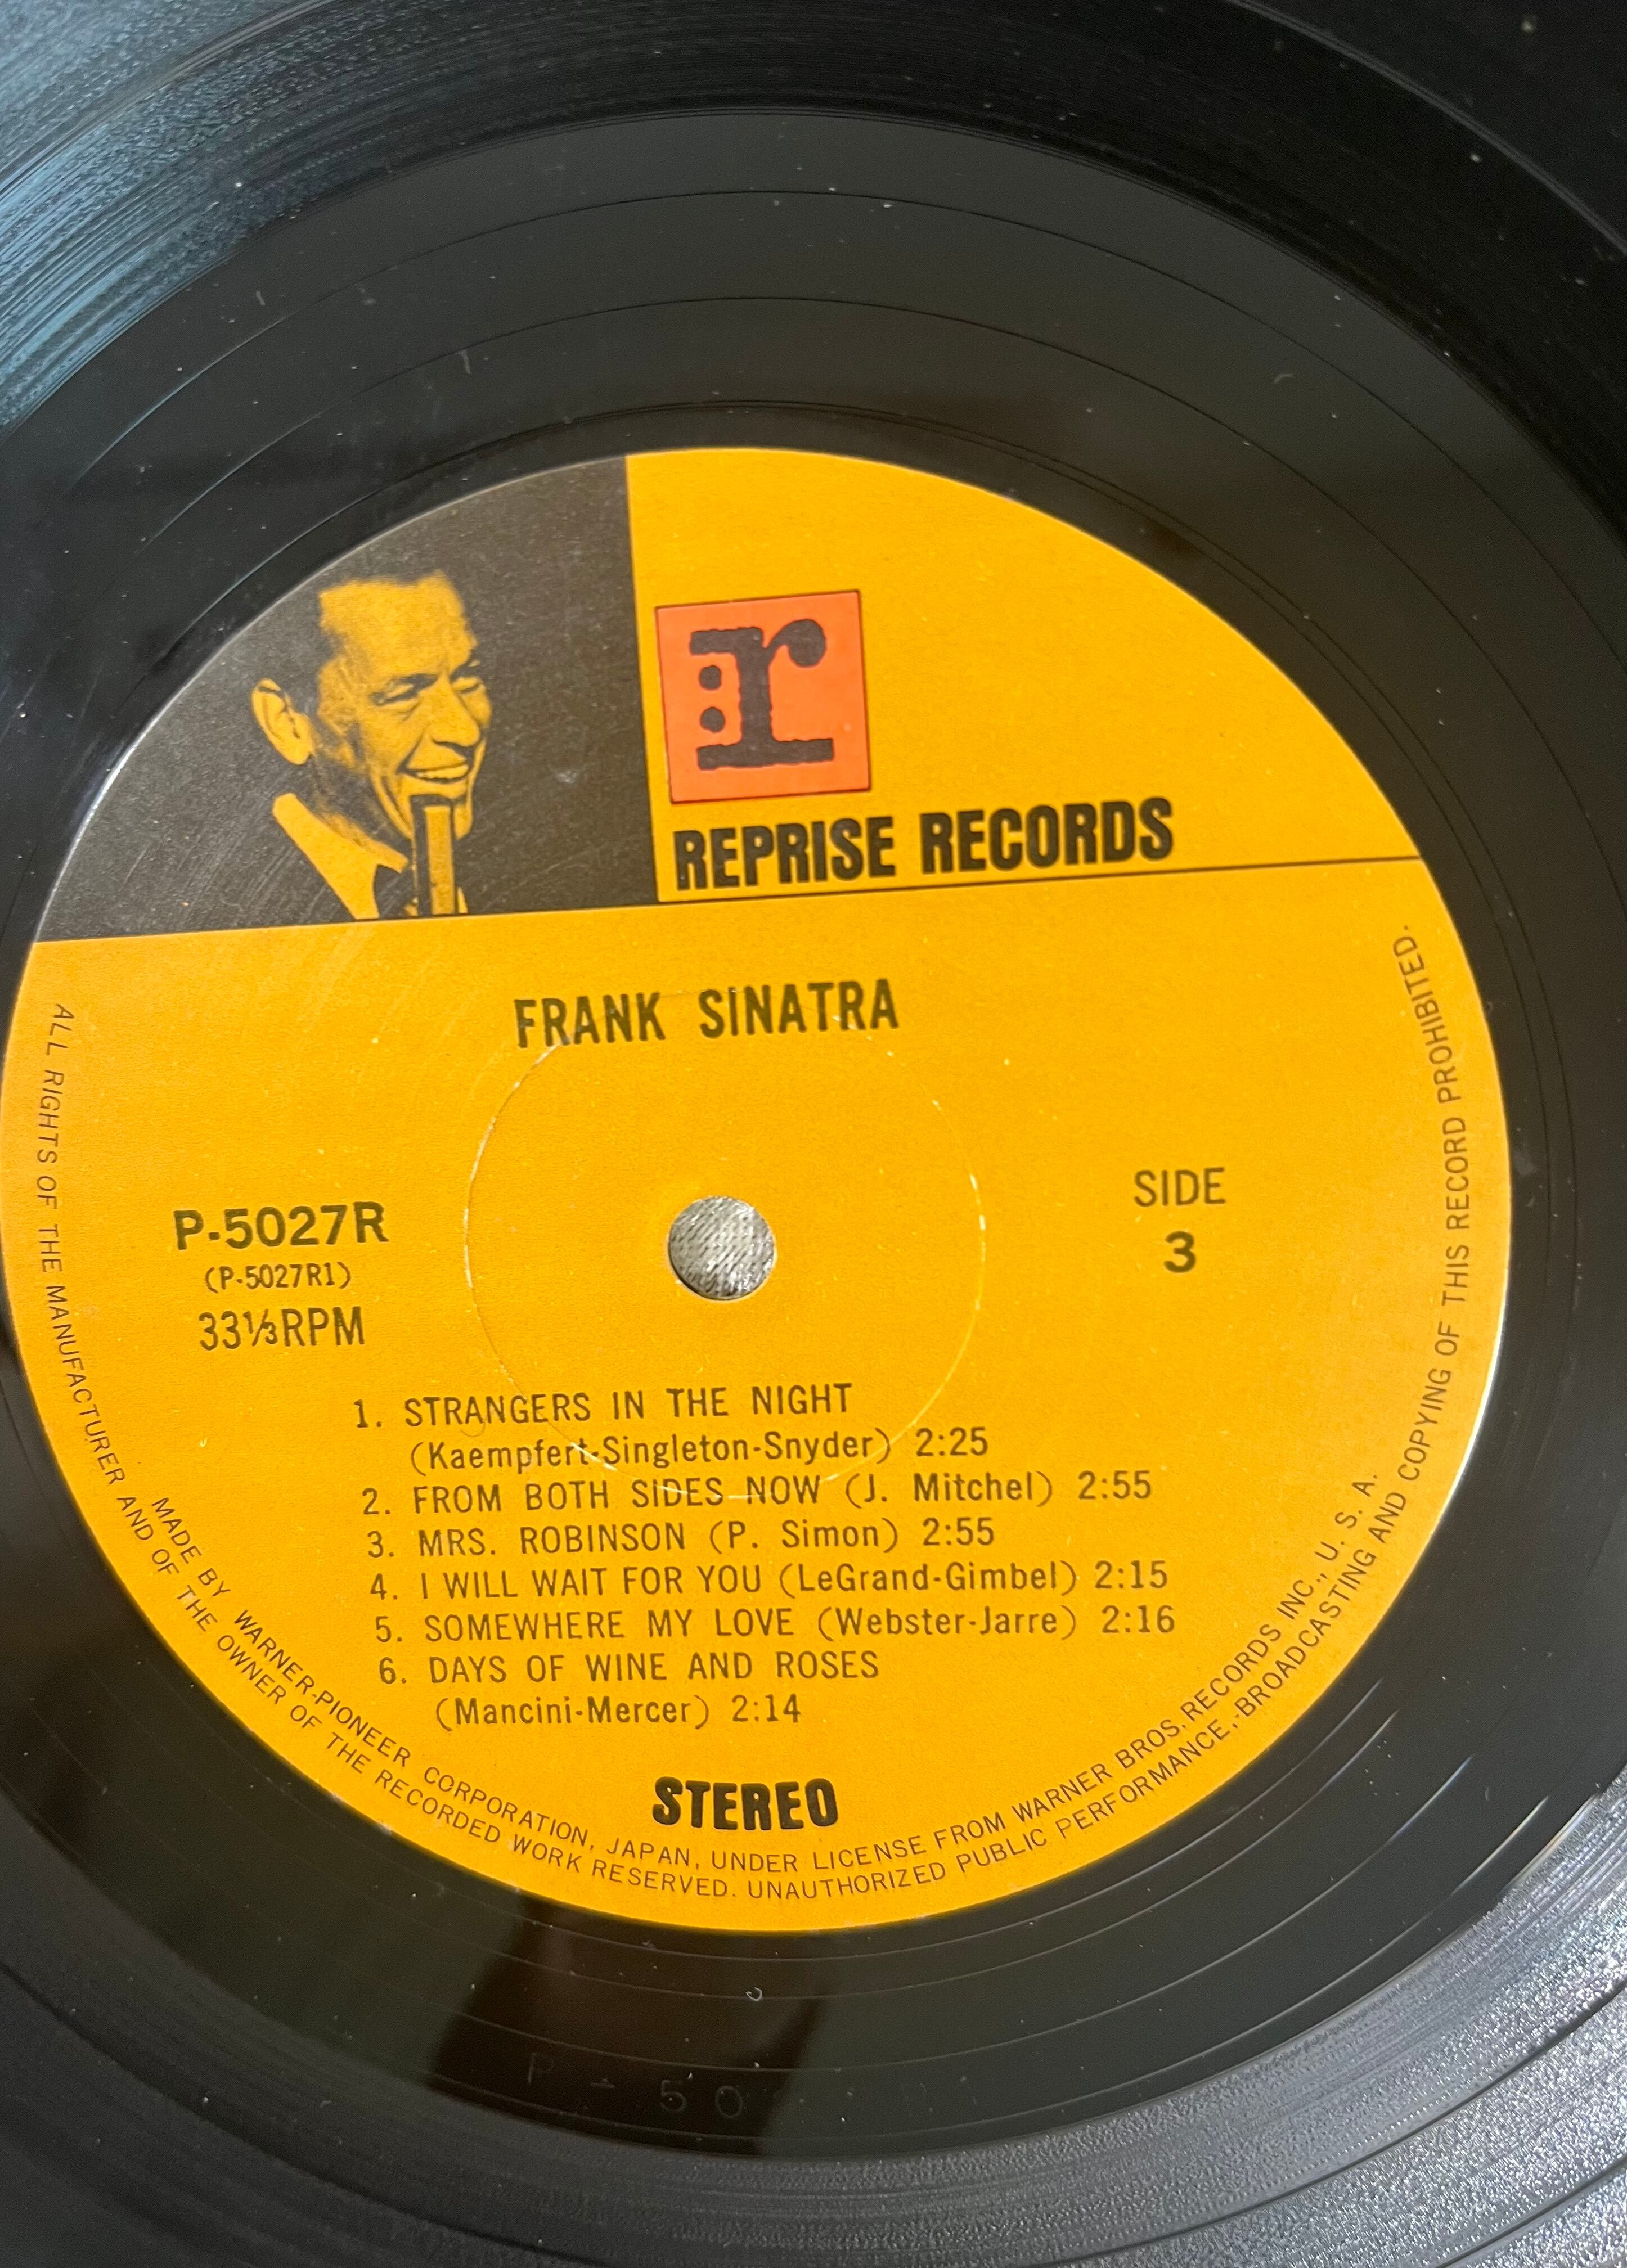 r:
REPRISE RECORDS
FRANK SINATRA
P-5027R
(P-5027R1)
33⅓RPM
SIDE
3
1. STRANGERS IN THE NIGHT
(Kaempfert-Singleton-Snyder) 2:25
2. FROM BOTH SIDES NOW (J. Mitchel) 2:55
3. MRS. ROBINSON (P. Simon) 2:55
4. I WILL WAIT FOR YOU (LeGrand-Gimbel) 2:15
5. SOMEWHERE MY LOVE (Webster-Jarre) 2:16
6. DAYS OF WINE AND ROSES
(Mancini-Mercer) 2:14
STEREO
MADE BY WARNER-PIONEER CORPORATION, JAPAN, UNDER LICENSE FROM WARNER BROS. RECORDS INC., U. S. A.
ALL RIGHTS OF THE MANUFACTURER AND OF THE OWNER OF THE RECORDED WORK RESERVED. UNAUTHORIZED PUBLIC PERFORMANCE, BROADCASTING AND COPYING OF THIS RECORD PROHIBITED.